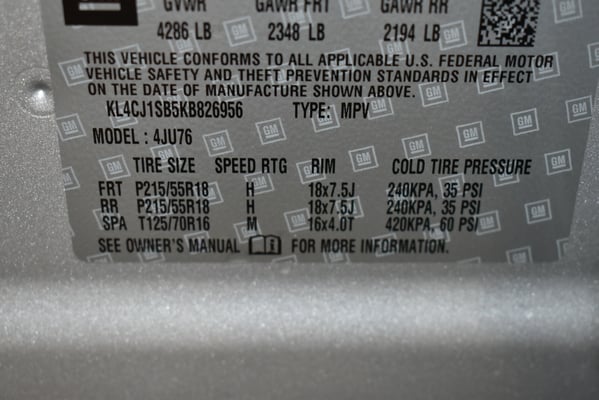 GVWR GAWR FRT GAWR RR
4286 LB 2348 LB 2194 LB
THIS VEHICLE CONFORMS TO ALL APPLICABLE U.S. FEDERAL MOTOR
VEHICLE SAFETY AND THEFT PREVENTION STANDARDS IN EFFECT
ON THE DATE OF MANUFACTURE SHOWN ABOVE.
KL4CJ1SB5KB826956 TYPE: MPV
MODEL : 4JU76
TIRE SIZE SPEED RTG RIM COLD TIRE PRESSURE
FRT P215/55R18 H 18x7.5J 240KPA, 35 PSI
RR P215/55R18 H 18x7.5J 240KPA, 35 PSI
SPA T125/70R16 M 16x4.0T 420KPA, 60 PSI
SEE OWNER'S MANUAL FOR MORE INFORMATION.